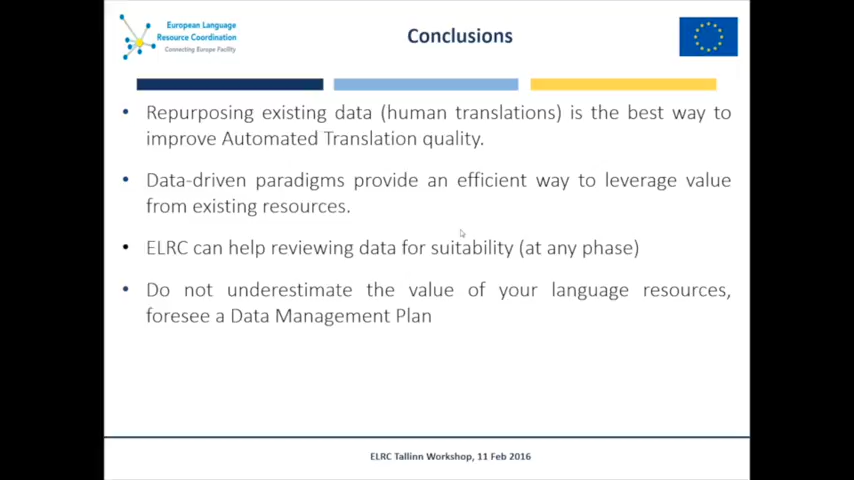 European Language
Resource Coordination
Connecting Europe Facility
Conclusions
• Repurposing existing data (human translations) is the best way to
improve Automated Translation quality.
• Data-driven paradigms provide an efficient way to leverage value
from existing resources.
• ELRC can help reviewing data for suitability (at any phase)
• Do not underestimate the value of your language resources,
foresee a Data Management Plan
ELRC Tallinn Workshop, 11 Feb 2016